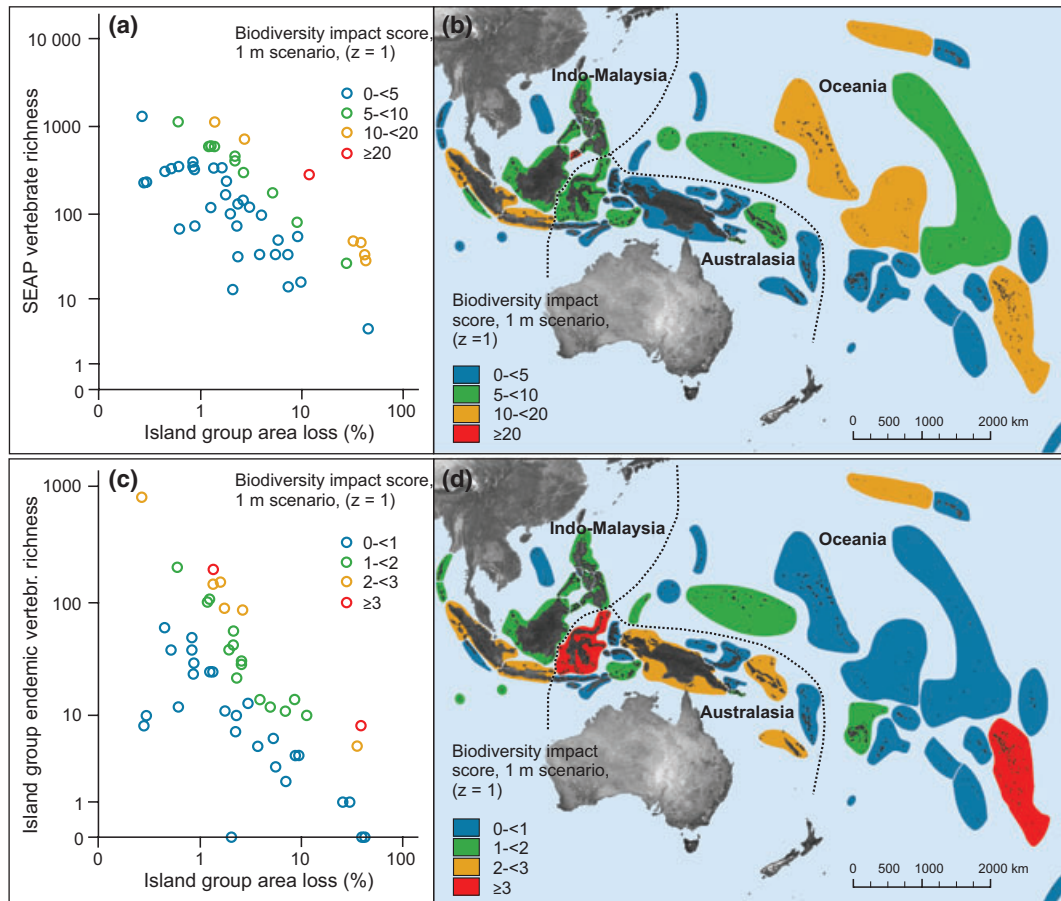 (a)
Biodiversity impact score,
1 m scenario, (z = 1)
0-<5
5-<10
10-<20
≥20
SEAP vertebrate richness
10 000
1000
100
10
1
0
0
1
10
100
Island group area loss (%)
(b)
Indo-Malaysia
Oceania
Australasia
Biodiversity impact
score, 1 m scenario,
(z =1)
0-<5
5-<10
10-<20
≥20
0 500 1000 2000 km
(c)
Biodiversity impact score,
1 m scenario, (z = 1)
0-<1
1-<2
2-<3
≥3
Island group endemic vertebr. richness
1000
100
10
1
0
0
1
10
100
Island group area loss (%)
(d)
Indo-Malaysia
Oceania
Australasia
Biodiversity impact
score, 1 m scenario,
(z = 1)
0-<1
1-<2
2-<3
≥3
0 500 1000 2000 km